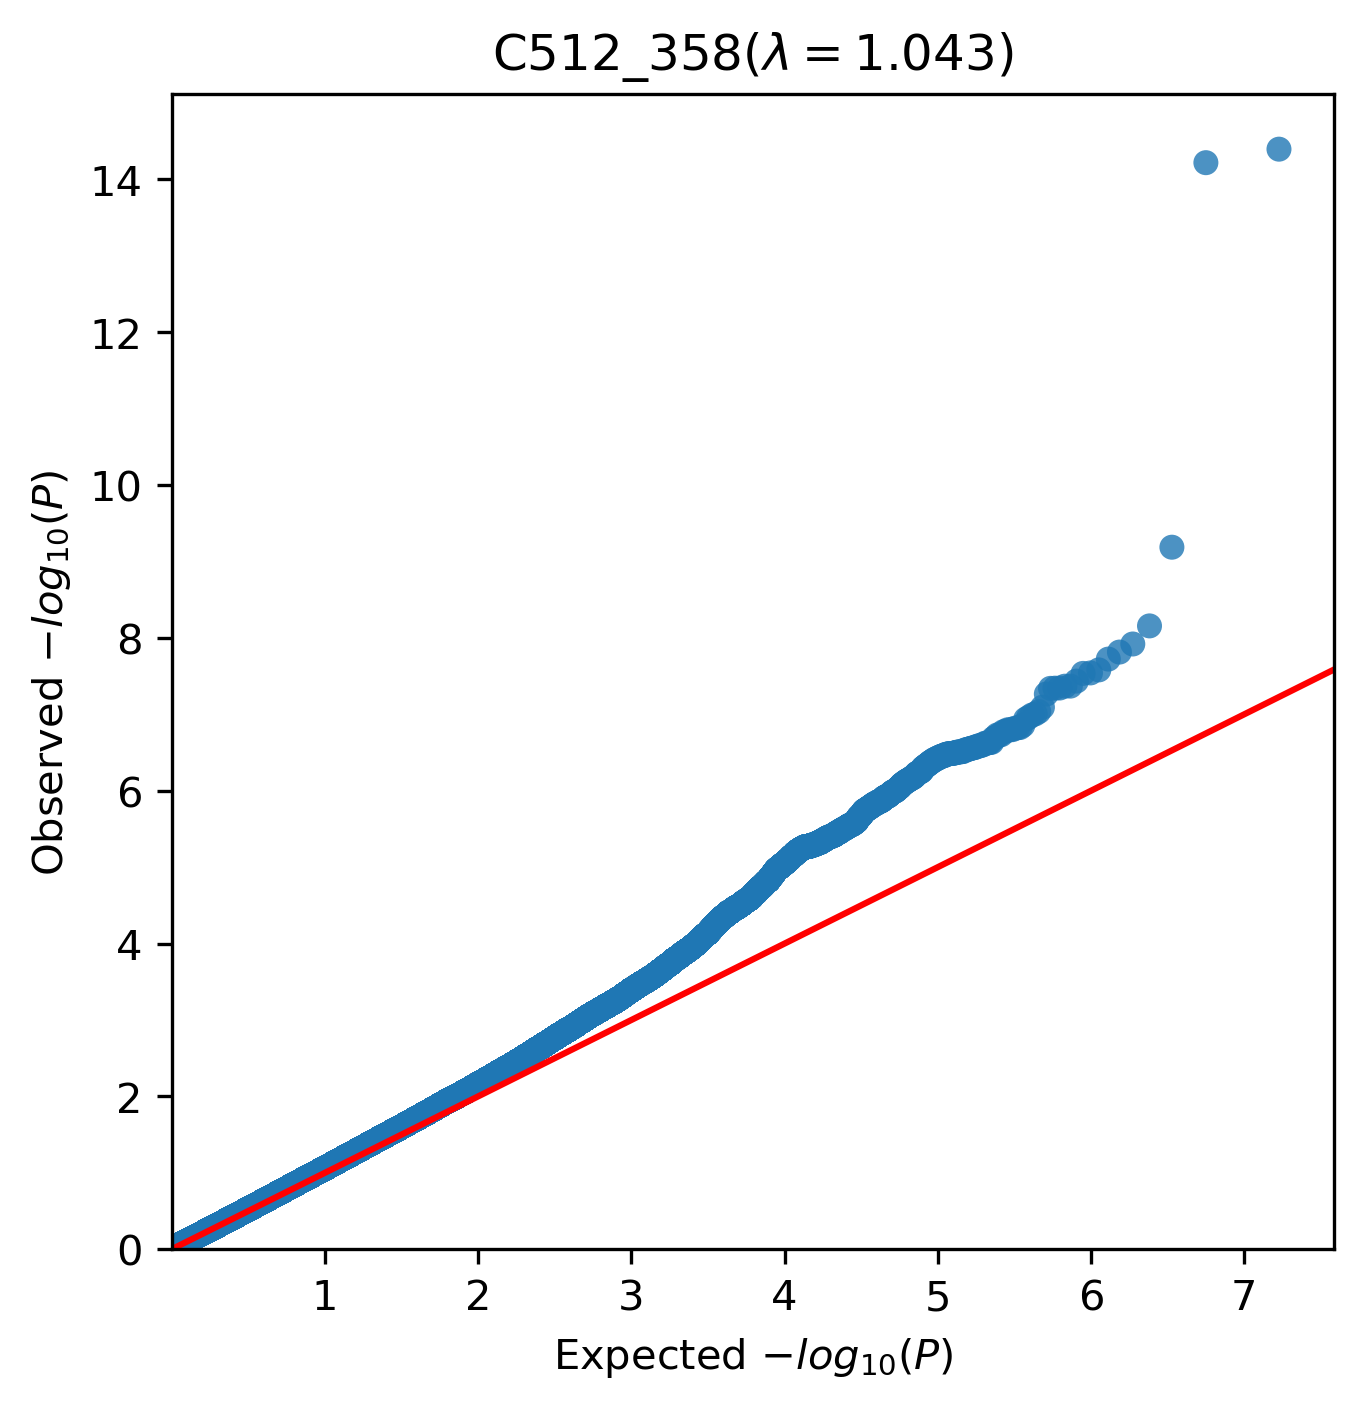 C512_358(λ = 1.043)
Observed −log₁₀(P)
14
12
10
8
6
4
2
0
1 2 3 4 5 6 7
Expected −log₁₀(P)